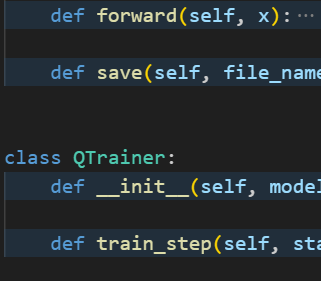 def forward(self, x):···
def save(self, file_name
class QTrainer:
def __init__(self, model
def train_step(self, sta